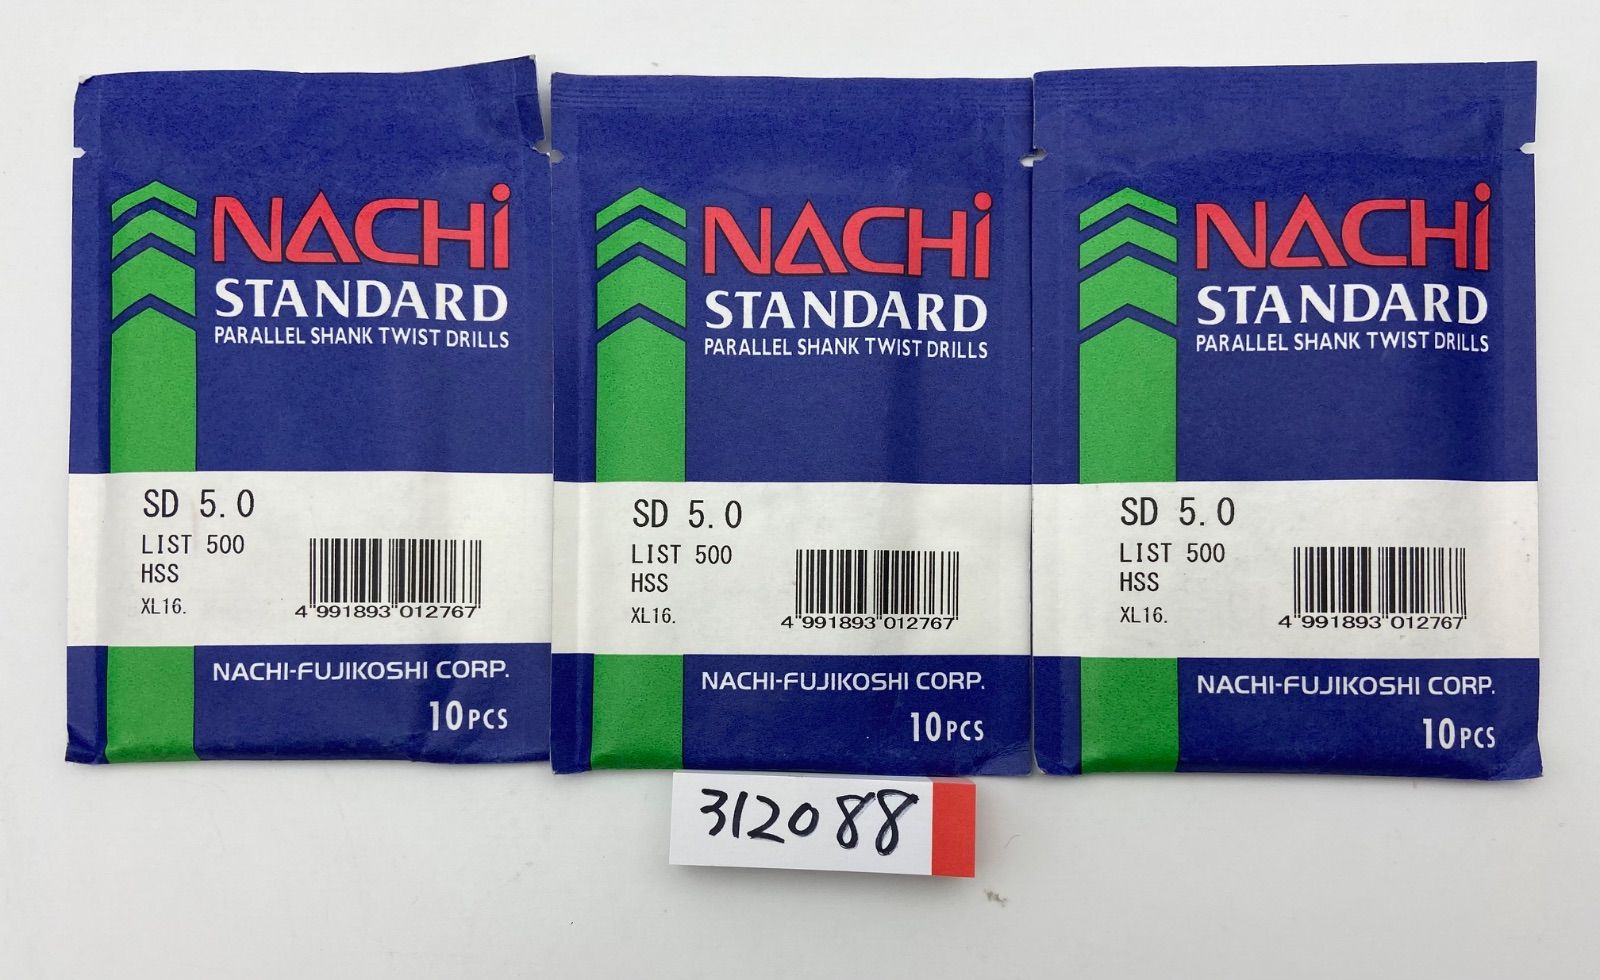 NACHi
STANDARD
PARALLEL SHANK TWIST DRILLS
SD 5.0
LIST 500
HSS
XL16.
4"991893"012767"
NACHI-FUJIKOSHI CORP.
10PCS
NACHi
STANDARD
PARALLEL SHANK TWIST DRILLS
SD 5.0
LIST 500
HSS
XL16.
4"991893"012767"
NACHI-FUJIKOSHI CORP.
10PCS
NACHi
STANDARD
PARALLEL SHANK TWIST DRILLS
SD 5.0
LIST 500
HSS
XL16.
4"991893"012767"
NACHI-FUJIKOSHI CORP.
10PCS
312088